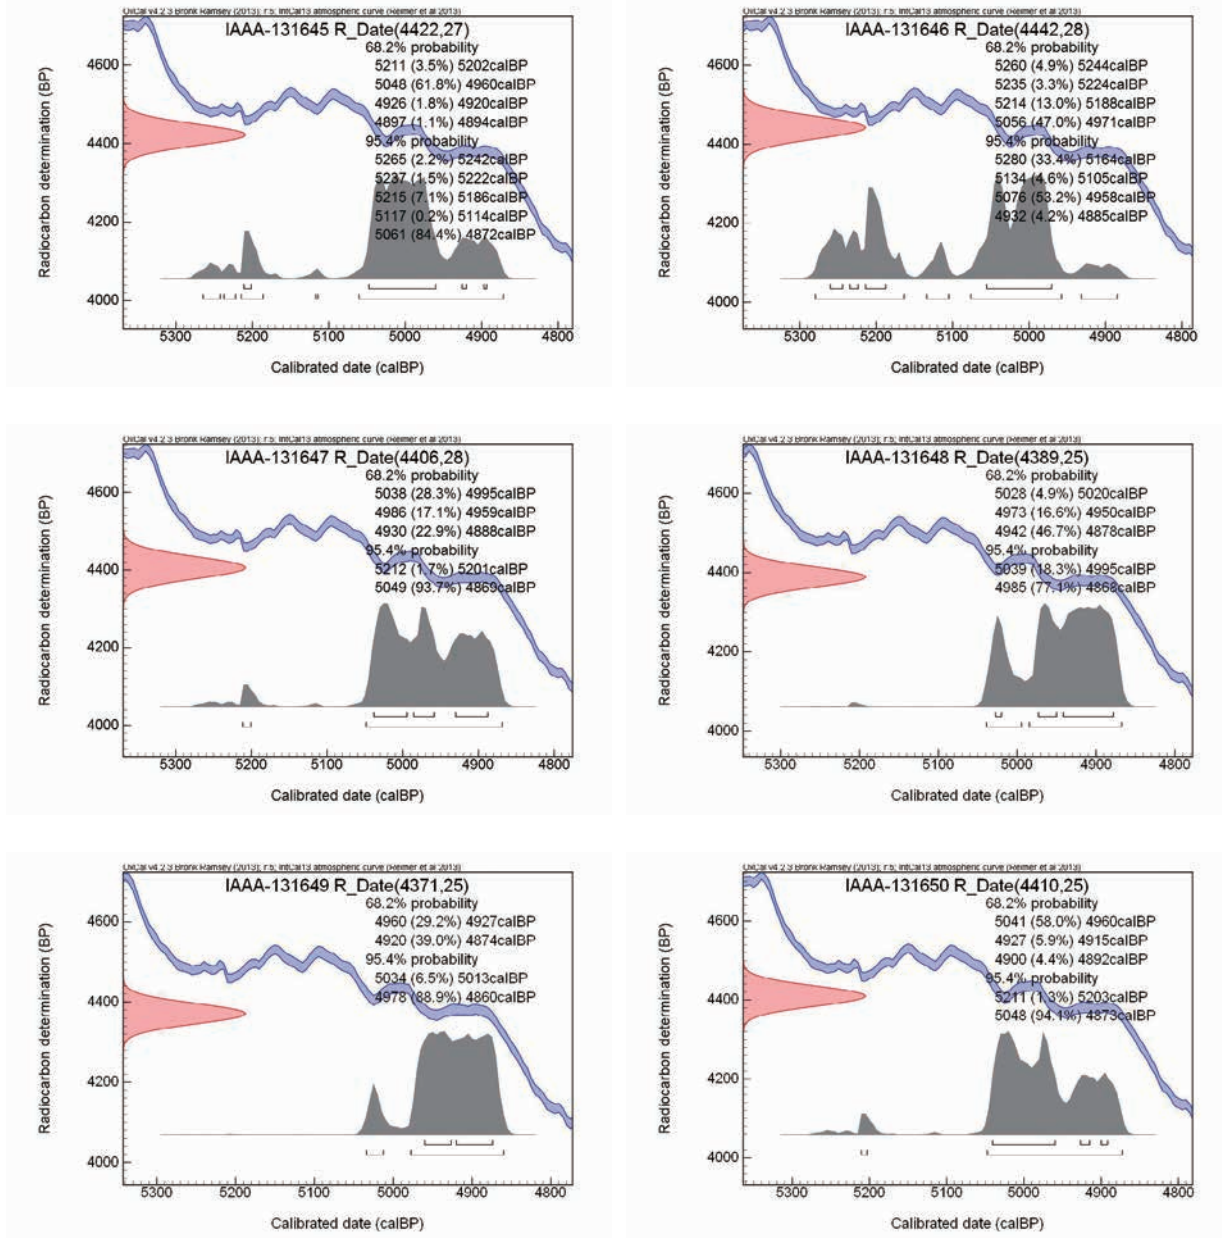 OxCal v4.2.3 Bronk Ramsey (2013); r:5; IntCal13 atmospheric curve (Reimer et al 2013)
IAAA-131645 R_Date(4422,27)
68.2% probability
5211 (3.5%) 5202calBP
5048 (61.8%) 4960calBP
4926 (1.8%) 4920calBP
4897 (1.1%) 4894calBP
95.4% probability
5265 (2.2%) 5242calBP
5237 (1.5%) 5222calBP
5215 (7.1%) 5186calBP
5117 (0.2%) 5114calBP
5061 (84.4%) 4872calBP
Radiocarbon determination (BP)
4600
4400
4200
4000
5300 5200 5100 5000 4900 4800
Calibrated date (calBP)
OxCal v4.2.3 Bronk Ramsey (2013); r:5; IntCal13 atmospheric curve (Reimer et al 2013)
IAAA-131646 R_Date(4442,28)
68.2% probability
5260 (4.9%) 5244calBP
5235 (3.3%) 5224calBP
5214 (13.0%) 5188calBP
5056 (47.0%) 4971calBP
95.4% probability
5280 (33.4%) 5164calBP
5134 (4.6%) 5105calBP
5076 (53.2%) 4958calBP
4932 (4.2%) 4885calBP
Radiocarbon determination (BP)
4600
4400
4200
4000
5300 5200 5100 5000 4900 4800
Calibrated date (calBP)
OxCal v4.2.3 Bronk Ramsey (2013); r:5; IntCal13 atmospheric curve (Reimer et al 2013)
IAAA-131647 R_Date(4406,28)
68.2% probability
5038 (28.3%) 4995calBP
4986 (17.1%) 4959calBP
4930 (22.9%) 4888calBP
95.4% probability
5212 (1.7%) 5201calBP
5049 (93.7%) 4869calBP
Radiocarbon determination (BP)
4600
4400
4200
4000
5300 5200 5100 5000 4900 4800
Calibrated date (calBP)
OxCal v4.2.3 Bronk Ramsey (2013); r:5; IntCal13 atmospheric curve (Reimer et al 2013)
IAAA-131648 R_Date(4389,25)
68.2% probability
5028 (4.9%) 5020calBP
4973 (16.6%) 4950calBP
4942 (46.7%) 4878calBP
95.4% probability
5039 (18.3%) 4995calBP
4985 (77.1%) 4868calBP
Radiocarbon determination (BP)
4600
4400
4200
4000
5300 5200 5100 5000 4900 4800
Calibrated date (calBP)
OxCal v4.2.3 Bronk Ramsey (2013); r:5; IntCal13 atmospheric curve (Reimer et al 2013)
IAAA-131649 R_Date(4371,25)
68.2% probability
4960 (29.2%) 4927calBP
4920 (39.0%) 4874calBP
95.4% probability
5034 (6.5%) 5013calBP
4978 (88.9%) 4860calBP
Radiocarbon determination (BP)
4600
4400
4200
4000
5300 5200 5100 5000 4900 4800
Calibrated date (calBP)
OxCal v4.2.3 Bronk Ramsey (2013); r:5; IntCal13 atmospheric curve (Reimer et al 2013)
IAAA-131650 R_Date(4410,25)
68.2% probability
5041 (58.0%) 4960calBP
4927 (5.9%) 4915calBP
4900 (4.4%) 4892calBP
95.4% probability
5211 (1.3%) 5203calBP
5048 (94.1%) 4873calBP
Radiocarbon determination (BP)
4600
4400
4200
4000
5300 5200 5100 5000 4900 4800
Calibrated date (calBP)